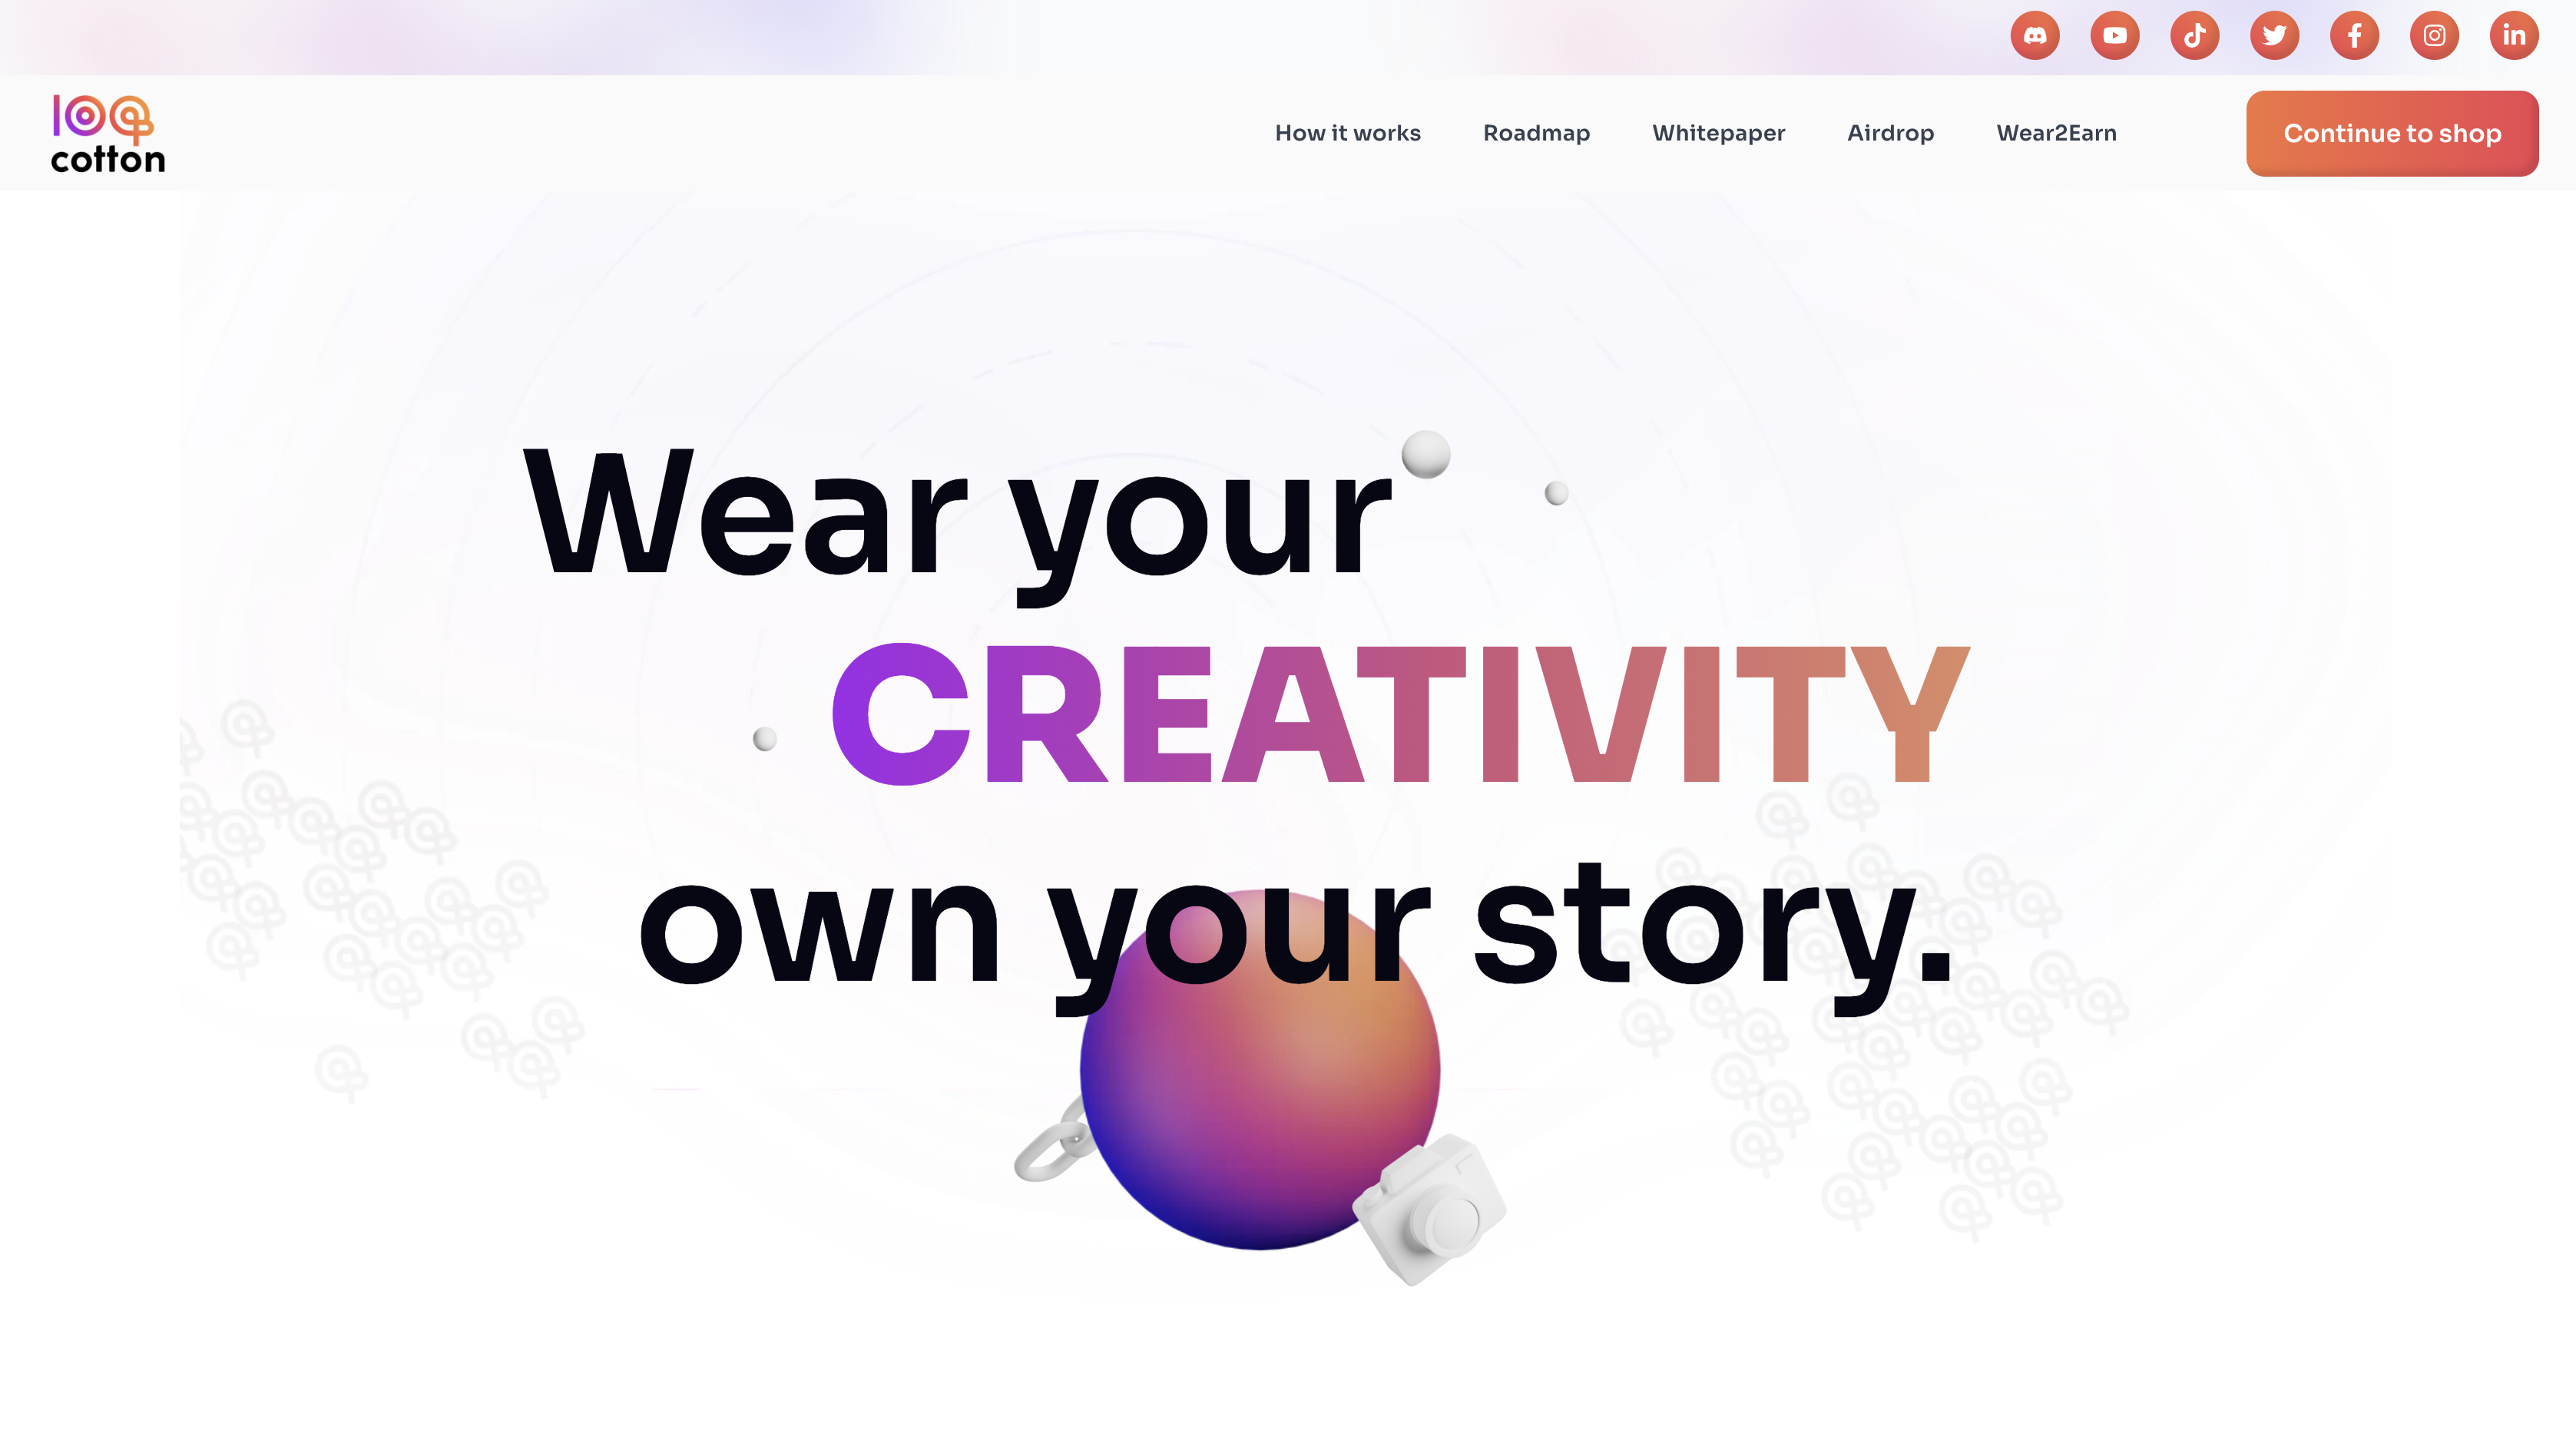 100
cotton
How it works
Roadmap
Whitepaper
Airdrop
Wear2Earn
Continue to shop
Wear your
CREATIVITY
own your story.